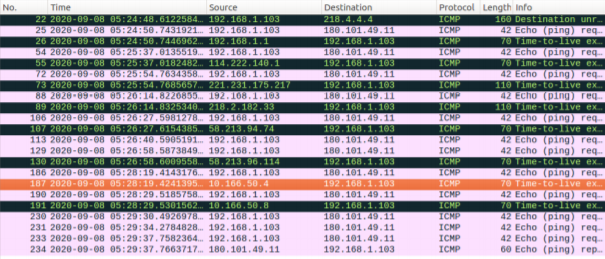 No. Time Source Destination Protocol Length Info
22 2020-09-08 05:24:48.6122584… 192.168.1.103 218.4.4.4 ICMP 160 Destination unr…
25 2020-09-08 05:24:50.7431921… 192.168.1.103 180.101.49.11 ICMP 42 Echo (ping) req…
26 2020-09-08 05:24:50.7446962… 192.168.1.1 192.168.1.103 ICMP 70 Time-to-live ex…
54 2020-09-08 05:25:37.0135519… 192.168.1.103 180.101.49.11 ICMP 42 Echo (ping) req…
55 2020-09-08 05:25:37.0182482… 114.222.140.1 192.168.1.103 ICMP 70 Time-to-live ex…
72 2020-09-08 05:25:54.7634358… 192.168.1.103 180.101.49.11 ICMP 42 Echo (ping) req…
73 2020-09-08 05:25:54.7685657… 221.231.175.217 192.168.1.103 ICMP 110 Time-to-live ex…
88 2020-09-08 05:26:14.8226855… 192.168.1.103 180.101.49.11 ICMP 42 Echo (ping) req…
89 2020-09-08 05:26:14.8325340… 218.2.182.33 192.168.1.103 ICMP 110 Time-to-live ex…
106 2020-09-08 05:26:27.5981278… 192.168.1.103 180.101.49.11 ICMP 42 Echo (ping) req…
107 2020-09-08 05:26:27.6154385… 58.213.94.74 192.168.1.103 ICMP 70 Time-to-live ex…
113 2020-09-08 05:26:40.5905191… 192.168.1.103 180.101.49.11 ICMP 42 Echo (ping) req…
129 2020-09-08 05:26:58.5873849… 192.168.1.103 180.101.49.11 ICMP 42 Echo (ping) req…
130 2020-09-08 05:26:58.6009558… 58.213.96.114 192.168.1.103 ICMP 70 Time-to-live ex…
186 2020-09-08 05:28:19.4143176… 192.168.1.103 180.101.49.11 ICMP 42 Echo (ping) req…
187 2020-09-08 05:28:19.4241395… 10.166.50.4 192.168.1.103 ICMP 70 Time-to-live ex…
190 2020-09-08 05:28:29.5185758… 192.168.1.103 180.101.49.11 ICMP 42 Echo (ping) req…
191 2020-09-08 05:28:29.5301562… 10.166.50.8 192.168.1.103 ICMP 70 Time-to-live ex…
230 2020-09-08 05:29:30.4926978… 192.168.1.103 180.101.49.11 ICMP 42 Echo (ping) req…
231 2020-09-08 05:29:34.2784828… 192.168.1.103 180.101.49.11 ICMP 42 Echo (ping) req…
233 2020-09-08 05:29:37.7582364… 192.168.1.103 180.101.49.11 ICMP 42 Echo (ping) req…
234 2020-09-08 05:29:37.7663717… 180.101.49.11 192.168.1.103 ICMP 60 Echo (ping) rep…